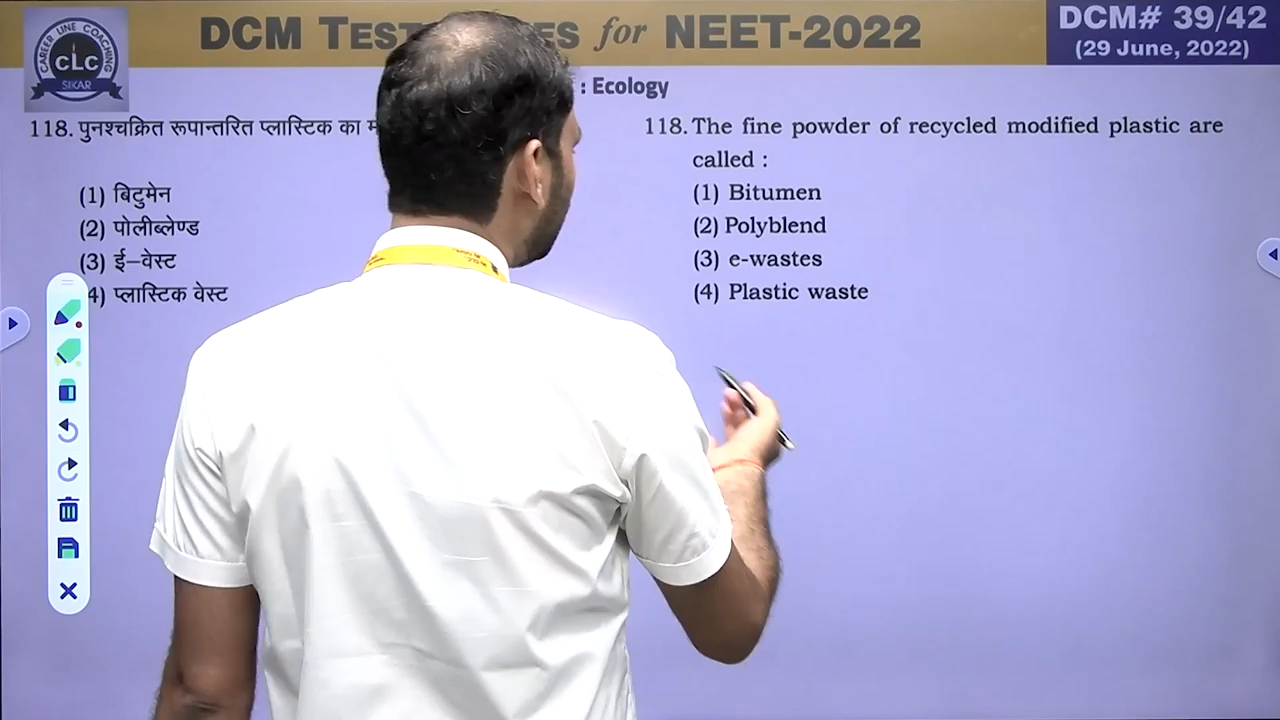 CAREER LINE COACHING
CLC
SIKAR
DCM TEST ES for NEET-2022
DCM# 39/42
(29 June, 2022)
: Ecology
118. पुनश्चक्रित रूपान्तरित प्लास्टिक का
(1) बिटुमेन
(2) पोलीब्लेण्ड
(3) ई–वेस्ट
4) प्लास्टिक वेस्ट
118. The fine powder of recycled modified plastic are
called :
(1) Bitumen
(2) Polyblend
(3) e-wastes
(4) Plastic waste